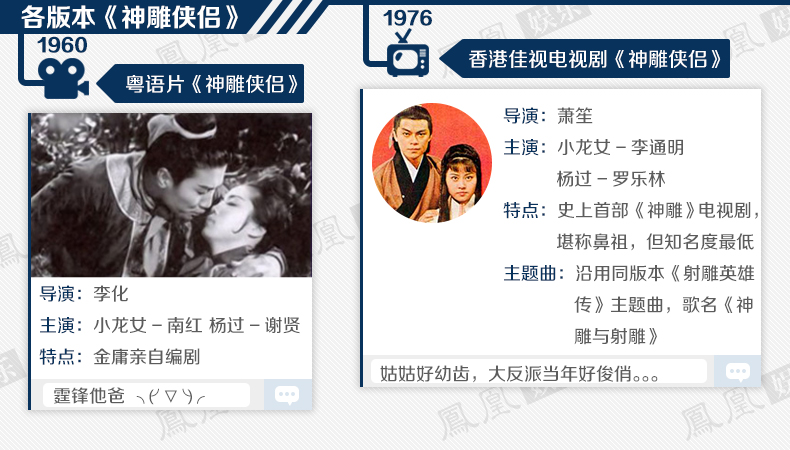 各版本《神雕侠侣》
1960
粤语片《神雕侠侣》
导演：李化
主演：小龙女－南红 杨过－谢贤
特点：金庸亲自编剧
霆锋他爸 ╮(╯▽╰)╭
1976
香港佳视电视剧《神雕侠侣》
导演：萧笙
主演：小龙女－李通明
杨过－罗乐林
特点：史上首部《神雕》电视剧，
堪称鼻祖，但知名度最低
主题曲：沿用同版本《射雕英雄
传》主题曲，歌名《神
雕与射雕》
姑姑好幼齿，大反派当年好俊俏。。。
凤凰 娱乐